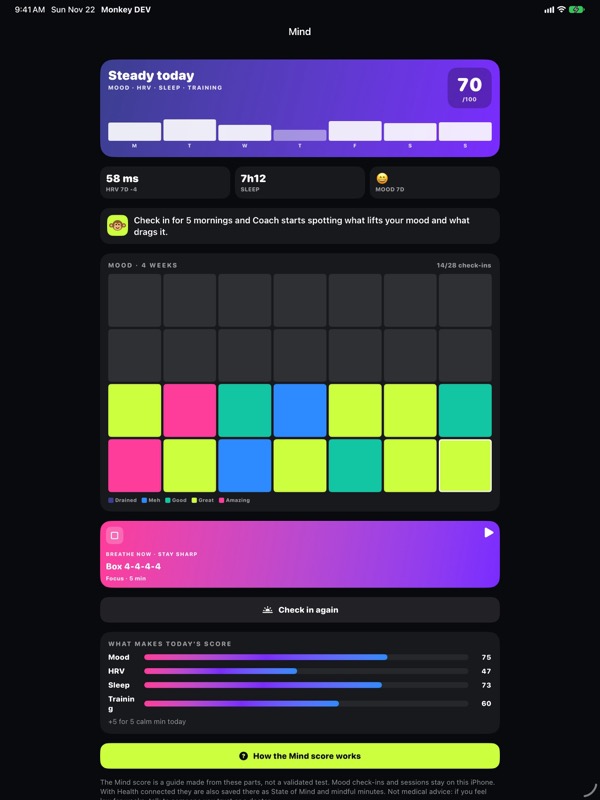 9:41 AM Sun Nov 22 Monkey DEV
Mind
Steady today
MOOD · HRV · SLEEP · TRAINING
70
/100
M T W T F S S
58 ms
HRV 7D -4
7h12
SLEEP
MOOD 7D
Check in for 5 mornings and Coach starts spotting what lifts your mood and what
drags it.
MOOD · 4 WEEKS
14/28 check-ins
Drained Meh Good Great Amazing
BREATHE NOW · STAY SHARP
Box 4-4-4-4
Focus · 5 min
Check in again
WHAT MAKES TODAY'S SCORE
Mood 75
HRV 47
Sleep 73
Trainin
g 60
+5 for 5 calm min today
How the Mind score works
The Mind score is a guide made from these parts, not a validated test. Mood check-ins and sessions stay on this iPhone.
With Health connected they are also saved there as State of Mind and mindful minutes. Not medical advice: if you feel